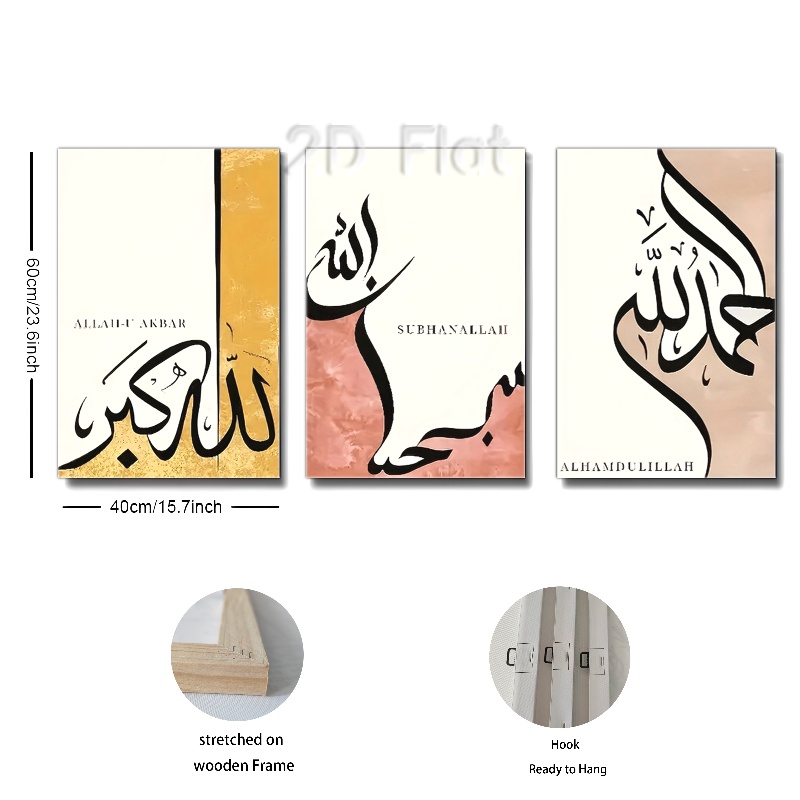 2D Flat
60cm/23.6inch
ALLAH-U AKBAR
الله أكبر
الله
SUBHANALLAH
سبحان
الحمد لله
ALHAMDULILLAH
40cm/15.7inch
stretched on
wooden Frame
Hook
Ready to Hang